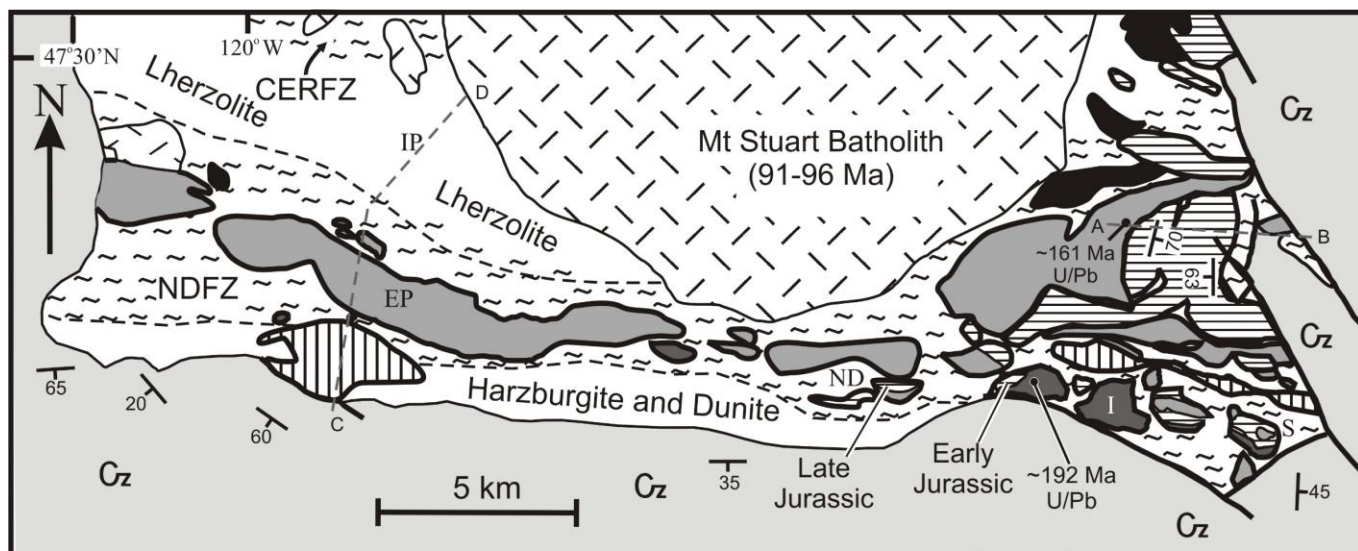 47°30'N
120°W
CERFZ
Lherzolite
D
N
IP
Mt Stuart Batholith
(91-96 Ma)
Cz
Lherzolite
A
B
~161 Ma
U/Pb
70
63
NDFZ
EP
Cz
ND
65
20
Harzburgite and Dunite
I
S
60
C
Cz
5 km
35
Cz
Late
Jurassic
Early
Jurassic
~192 Ma
U/Pb
45
Cz